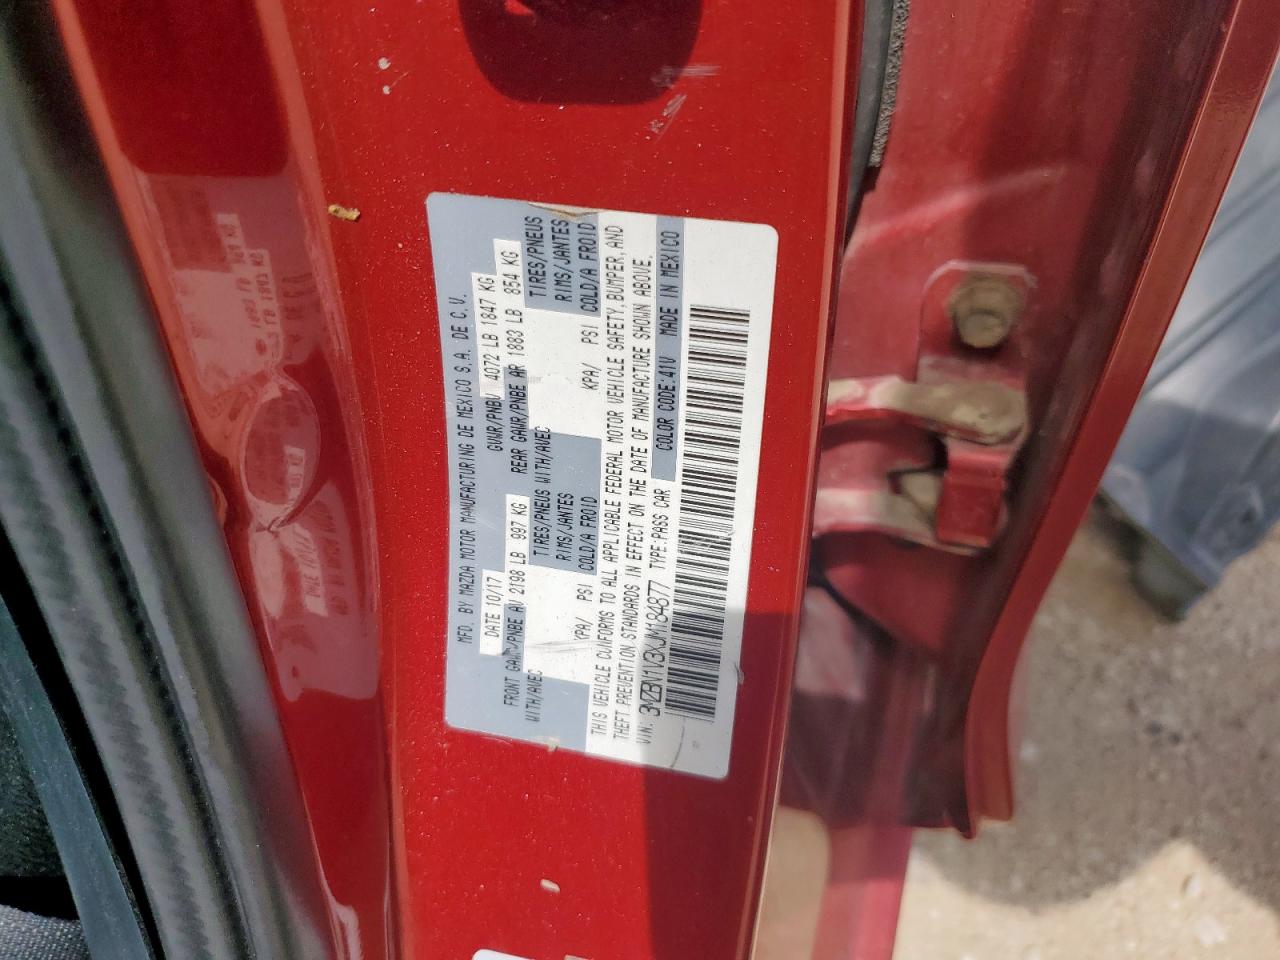 MFD. BY MAZDA MOTOR MANUFACTURING DE MEXICO S.A. DE C.V.
DATE 10/17 GVWR/PNBV 4072 LB 1847 KG
FRONT GAWR/PNBE AV 2198 LB 997 KG REAR GAWR/PNBE AR 1883 LB 854 KG
WITH/AVEC TIRES/PNEUS WITH/AVEC TIRES/PNEUS
RIMS/JANTES RIMS/JANTES
KPA/ PSI COLD/A FROID KPA/ PSI COLD/A FROID
THIS VEHICLE CONFORMS TO ALL APPLICABLE FEDERAL MOTOR VEHICLE SAFETY, BUMPER, AND
THEFT PREVENTION STANDARDS IN EFFECT ON THE DATE OF MANUFACTURE SHOWN ABOVE.
VIN: 3MZBN1V3XJM184877 TYPE:PASS CAR COLOR CODE:41V MADE IN MEXICO